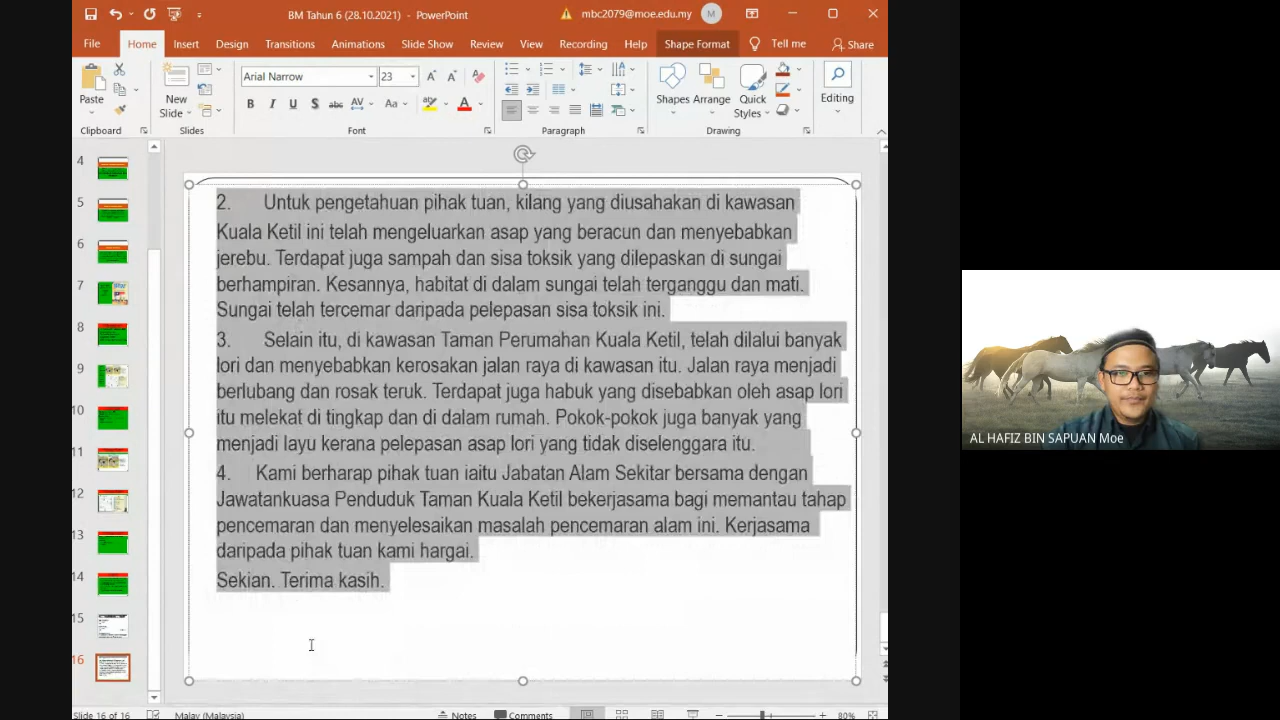 BM Tahun 6 (28.10.2021) - PowerPoint
mbc2079@moe.edu.my
M
File Home Insert Design Transitions Animations Slide Show Review View Recording Help Shape Format Tell me Share
Paste
New
Slide
Arial Narrow 23
B I U S abc AV Aa A
Shapes Arrange Quick
Styles
Editing
Clipboard Slides Font Paragraph Drawing
4
5
6
7
8
9
10
11
12
13
14
15
16
2. Untuk pengetahuan pihak tuan, kilang yang diusahakan di kawasan
Kuala Ketil ini telah mengeluarkan asap yang beracun dan menyebabkan
jerebu. Terdapat juga sampah dan sisa toksik yang dilepaskan di sungai
berhampiran. Kesannya, habitat di dalam sungai telah terganggu dan mati.
Sungai telah tercemar daripada pelepasan sisa toksik ini.
3. Selain itu, di kawasan Taman Perumahan Kuala Ketil, telah dilalui banyak
lori dan menyebabkan kerosakan jalan raya di kawasan itu. Jalan raya menjadi
berlubang dan rosak teruk. Terdapat juga habuk yang disebabkan oleh asap lori
itu melekat di tingkap dan di dalam rumah. Pokok-pokok juga banyak yang
menjadi layu kerana pelepasan asap lori yang tidak diselenggara itu.
4. Kami berharap pihak tuan iaitu Jabatan Alam Sekitar bersama dengan
Jawatankuasa Penduduk Taman Kuala Ketil bekerjasama bagi memantau tahap
pencemaran dan menyelesaikan masalah pencemaran alam ini. Kerjasama
daripada pihak tuan kami hargai.
Sekian. Terima kasih.
AL HAFIZ BIN SAPUAN Moe
Slide 16 of 16 Malay (Malaysia) Notes Comments 80%